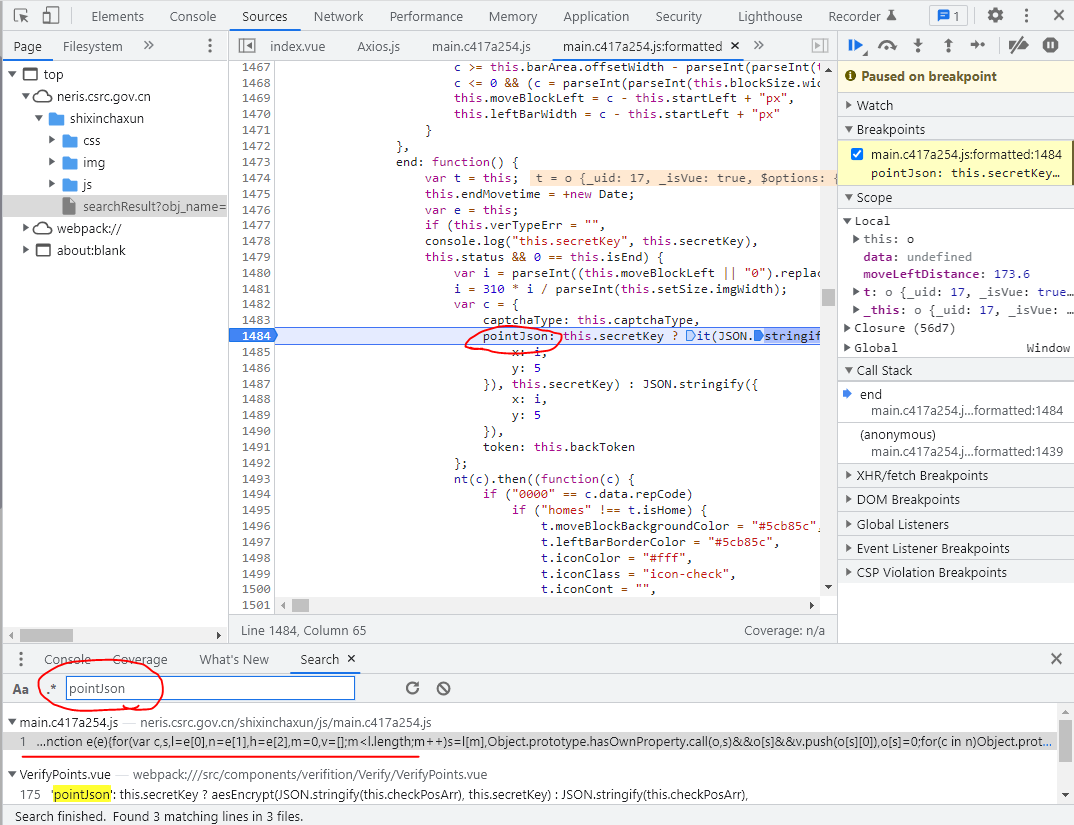 Elements Console Sources Network Performance Memory Application Security Lighthouse Recorder 1
Page Filesystem » index.vue Axios.js main.c417a254.js main.c417a254.js:formatted × »
top
neris.csrc.gov.cn
shixinchaxun
css
img
js
searchResult?obj_name=
webpack://
about:blank
1467 c >= this.barArea.offsetWidth - parseInt(parseInt(t
1468 c <= 0 && (c = parseInt(parseInt(this.blockSize.wid
1469 this.moveBlockLeft = c - this.startLeft + "px",
1470 this.leftBarWidth = c - this.startLeft + "px"
1471 }
1472 },
1473 end: function() {
1474 var t = this; t = o {_uid: 17, _isVue: true, $options: {
1475 this.endMovetime = +new Date;
1476 var e = this;
1477 if (this.verTypeErr = "",
1478 console.log("this.secretKey", this.secretKey),
1479 this.status && 0 == this.isEnd) {
1480 var i = parseInt((this.moveBlockLeft || "0").replac
1481 i = 310 * i / parseInt(this.setSize.imgWidth);
1482 var c = {
1483 captchaType: this.captchaType,
1484 pointJson: this.secretKey ? it(JSON.stringif
1485 x: i,
1486 y: 5
1487 }), this.secretKey) : JSON.stringify({
1488 x: i,
1489 y: 5
1490 }),
1491 token: this.backToken
1492 };
1493 nt(c).then((function(c) {
1494 if ("0000" == c.data.repCode)
1495 if ("homes" !== t.isHome) {
1496 t.moveBlockBackgroundColor = "#5cb85c",
1497 t.leftBarBorderColor = "#5cb85c",
1498 t.iconColor = "#fff",
1499 t.iconClass = "icon-check",
1500 t.iconCont = "",
1501
Line 1484, Column 65 Coverage: n/a
Paused on breakpoint
Watch
Breakpoints
main.c417a254.js:formatted:1484
pointJson: this.secretKey…
Scope
Local
this: o
data: undefined
moveLeftDistance: 173.6
t: o {_uid: 17, _isVue: true…
_this: o {_uid: 17, _isVue: …
Closure (56d7)
Global Window
Call Stack
end
main.c417a254.j…formatted:1484
(anonymous)
main.c417a254.j…formatted:1439
XHR/fetch Breakpoints
DOM Breakpoints
Global Listeners
Event Listener Breakpoints
CSP Violation Breakpoints
Console Coverage What's New Search ×
Aa .* pointJson
main.c417a254.js — neris.csrc.gov.cn/shixinchaxun/js/main.c417a254.js
1 …nction e(e){for(var c,s,l=e[0],n=e[1],h=e[2],m=0,v=[];m<l.length;m++)s=l[m],Object.prototype.hasOwnProperty.call(o,s)&&o[s]&&v.push(o[s][0]),o[s]=0;for(c in n)Object.prot…
VerifyPoints.vue — webpack:///src/components/verifition/Verify/VerifyPoints.vue
175 'pointJson': this.secretKey ? aesEncrypt(JSON.stringify(this.checkPosArr), this.secretKey) : JSON.stringify(this.checkPosArr),
Search finished. Found 3 matching lines in 3 files.